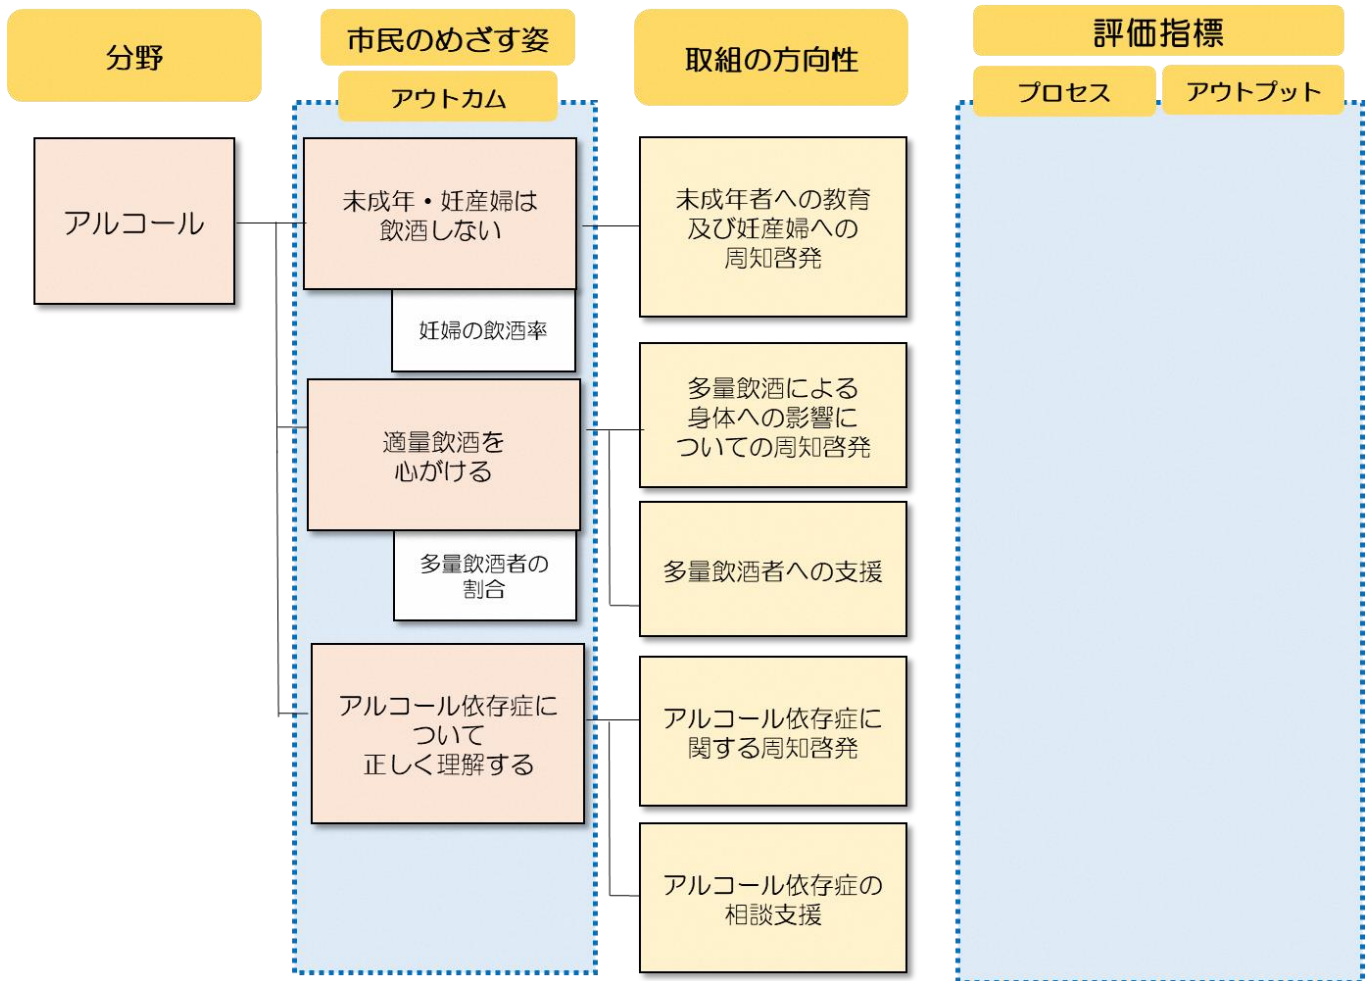 分野
市民のめざす姿
アウトカム
取組の方向性
評価指標
プロセス
アウトプット
アルコール
未成年・妊産婦は
飲酒しない
妊婦の飲酒率
適量飲酒を
心がける
多量飲酒者の
割合
アルコール依存症に
ついて
正しく理解する
未成年者への教育
及び妊産婦への
周知啓発
多量飲酒による
身体への影響に
ついての周知啓発
多量飲酒者への支援
アルコール依存症に
関する周知啓発
アルコール依存症の
相談支援